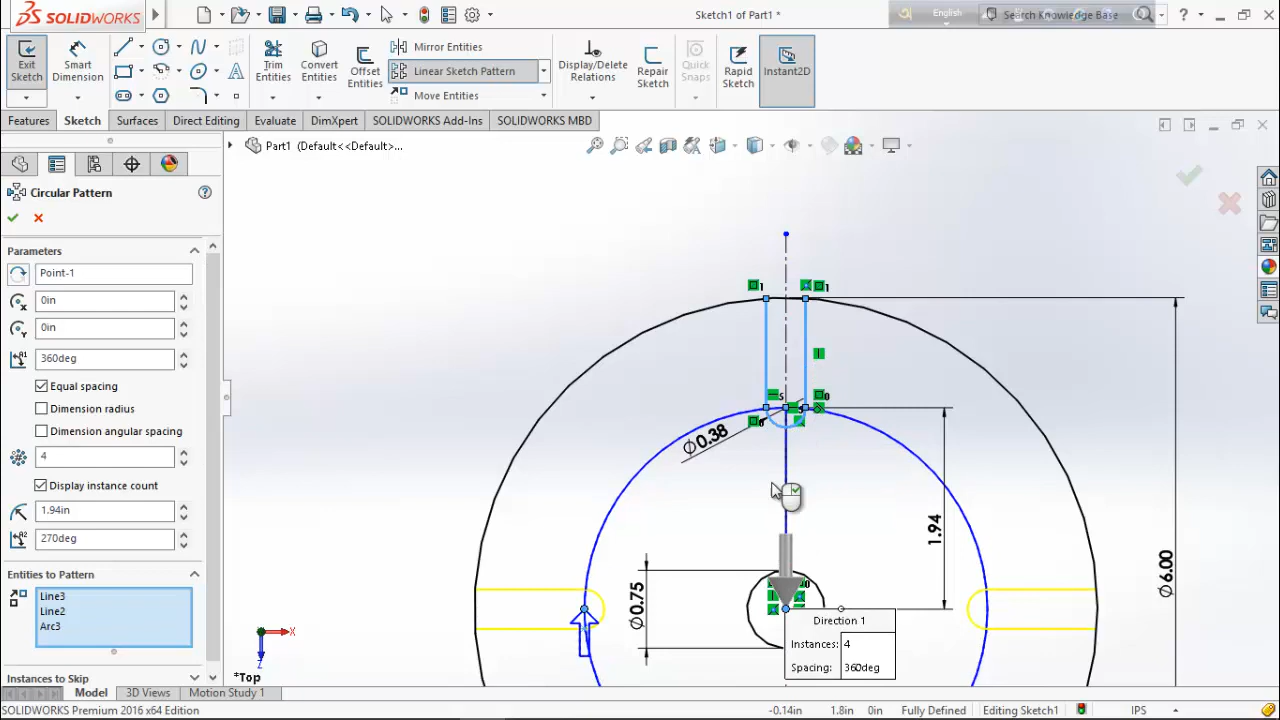 SOLIDWORKS
Sketch1 of Part1 *
English
Search Knowledge Base
Exit Sketch
Smart Dimension
Trim Entities
Convert Entities
Offset Entities
Mirror Entities
Linear Sketch Pattern
Move Entities
Display/Delete Relations
Repair Sketch
Quick Snaps
Rapid Sketch
Instant2D
Features
Sketch
Surfaces
Direct Editing
Evaluate
DimXpert
SOLIDWORKS Add-Ins
SOLIDWORKS MBD
Part1 (Default<<Default>...
Circular Pattern
Parameters
Point-1
0in
0in
360deg
Equal spacing
Dimension radius
Dimension angular spacing
4
Display instance count
1.94in
270deg
Entities to Pattern
Line3
Line2
Arc3
Instances to Skip
Ø0.38
1.94
Ø0.75
Ø6.00
Direction 1
Instances: 4
Spacing: 360deg
X
Z
*Top
Model
3D Views
Motion Study 1
SOLIDWORKS Premium 2016 x64 Edition
-0.14in
1.8in
0in
Fully Defined
Editing Sketch1
IPS